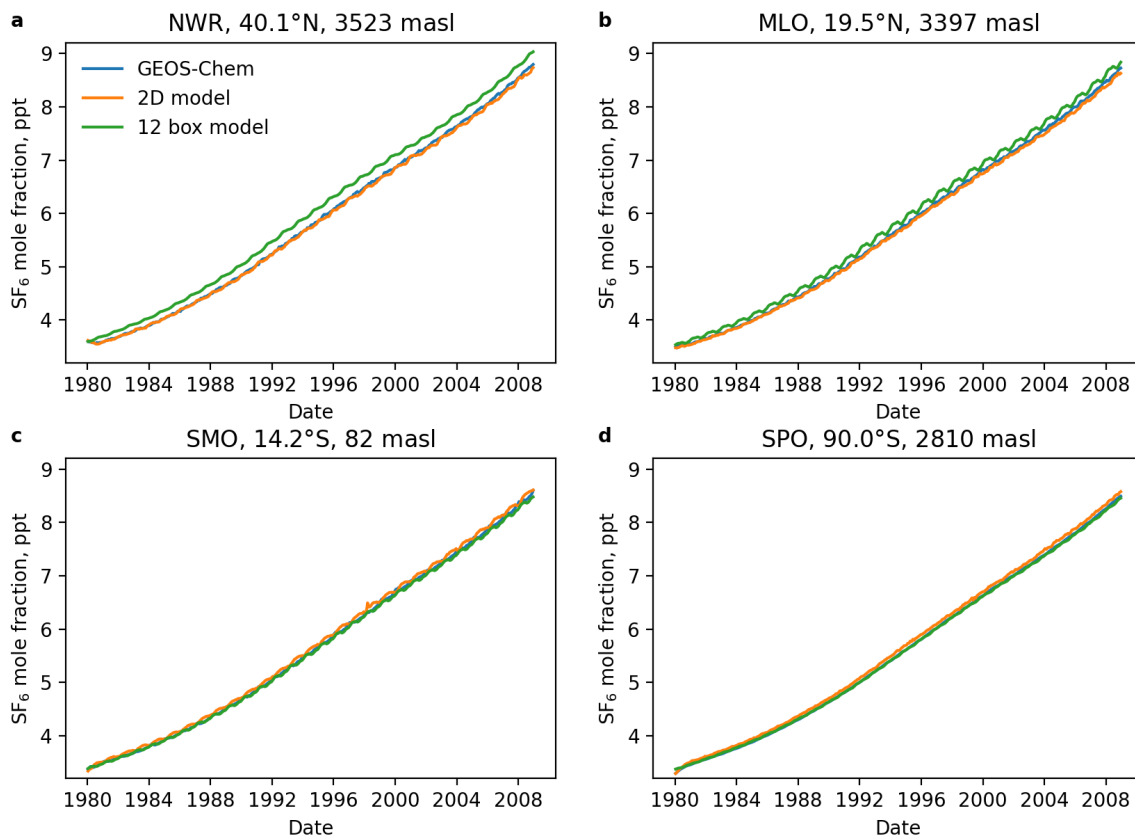 a NWR, 40.1°N, 3523 masl
9
8
7
6
5
4
SF₆ mole fraction, ppt
GEOS-Chem
2D model
12 box model
1980 1984 1988 1992 1996 2000 2004 2008
Date
b MLO, 19.5°N, 3397 masl
9
8
7
6
5
4
SF₆ mole fraction, ppt
1980 1984 1988 1992 1996 2000 2004 2008
Date
c SMO, 14.2°S, 82 masl
9
8
7
6
5
4
SF₆ mole fraction, ppt
1980 1984 1988 1992 1996 2000 2004 2008
Date
d SPO, 90.0°S, 2810 masl
9
8
7
6
5
4
SF₆ mole fraction, ppt
1980 1984 1988 1992 1996 2000 2004 2008
Date